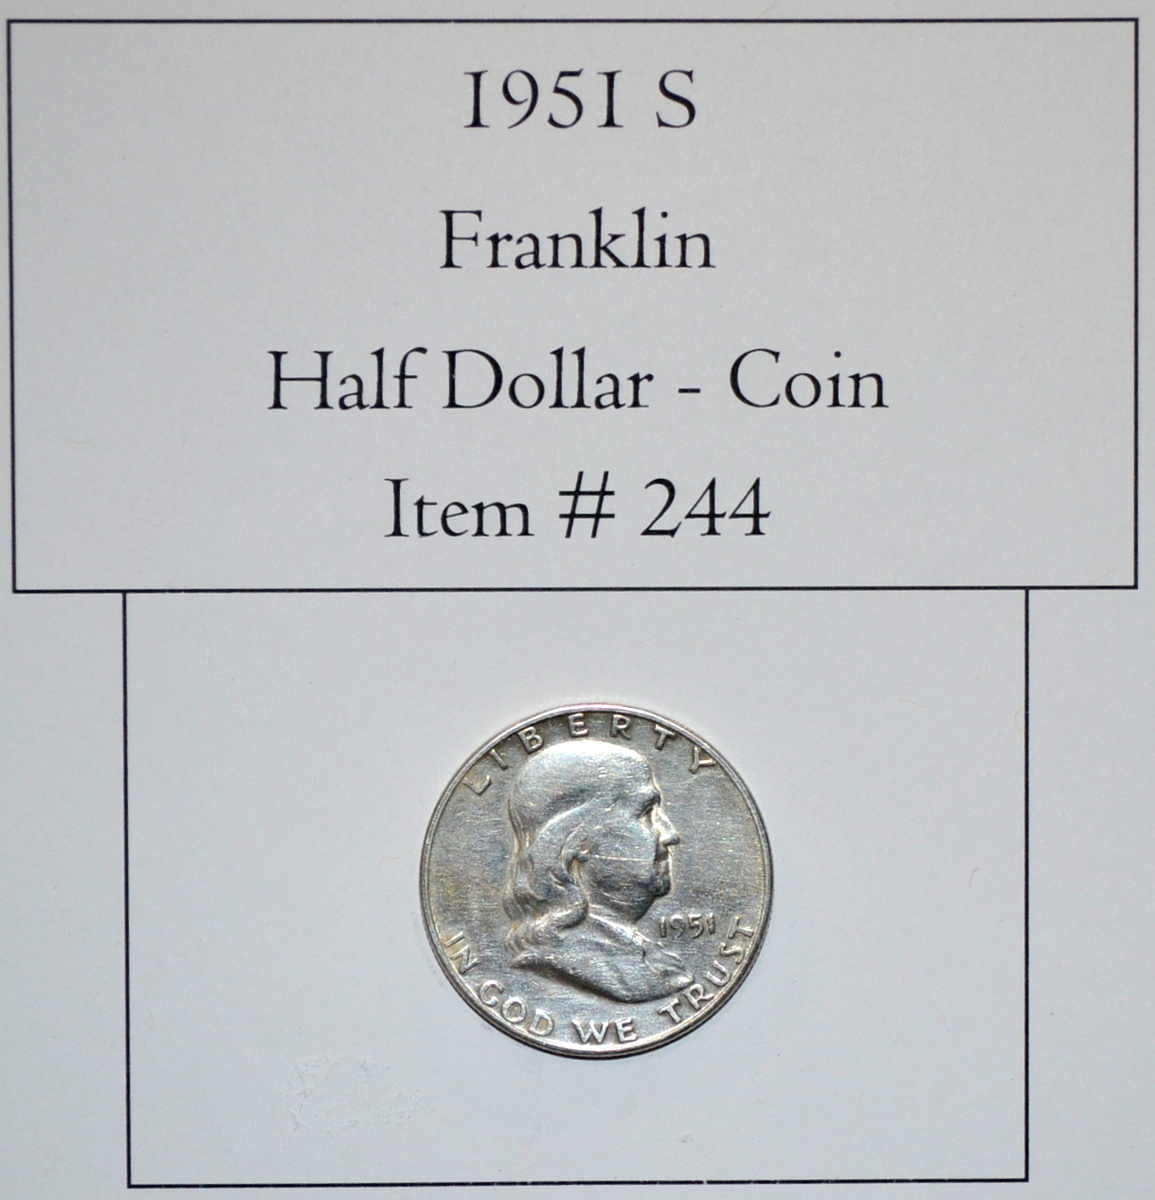 1951 S
Franklin
Half Dollar - Coin
Item # 244
LIBERTY
1951
IN GOD WE TRUST